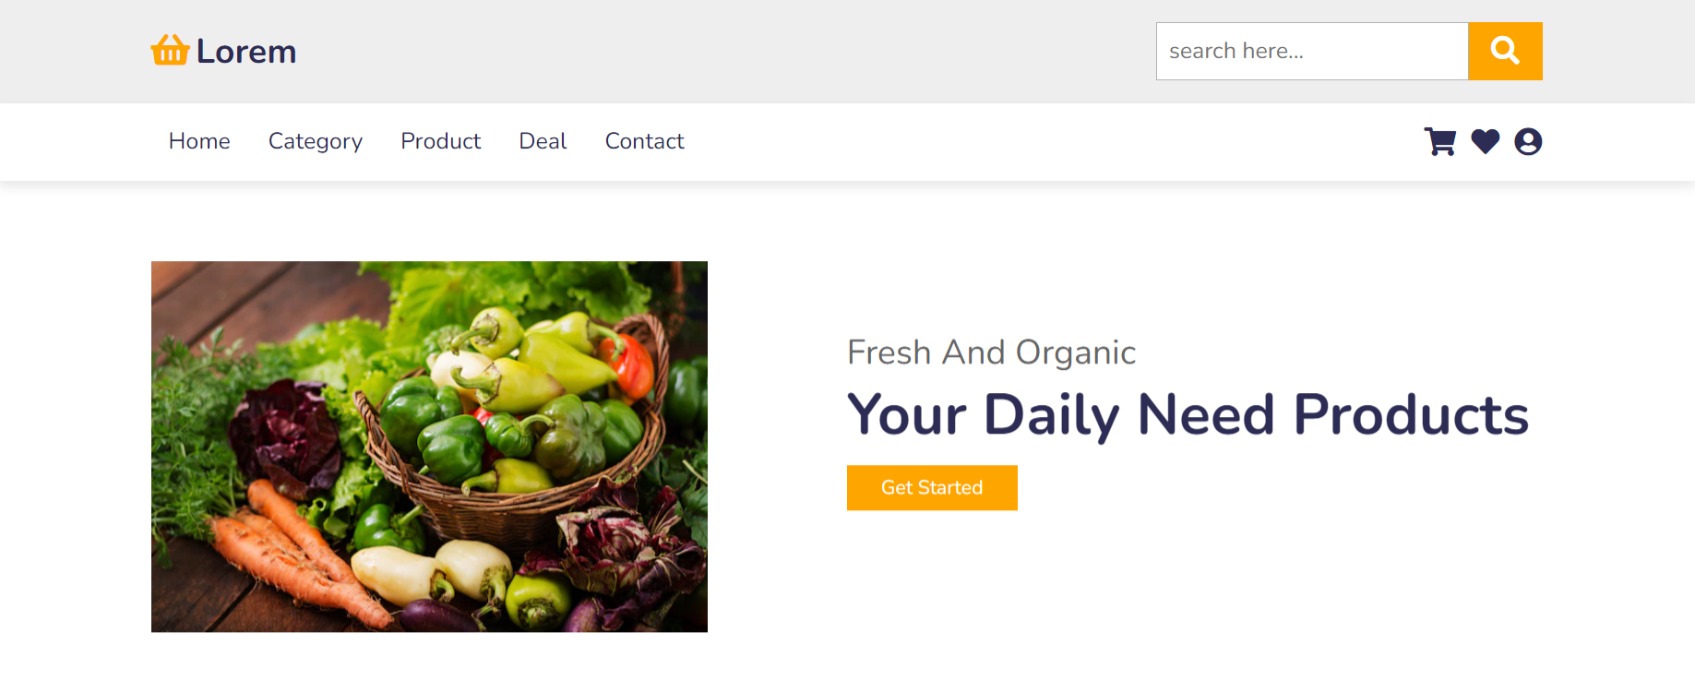 Lorem
search here...
Home Category Product Deal Contact
Fresh And Organic
Your Daily Need Products
Get Started